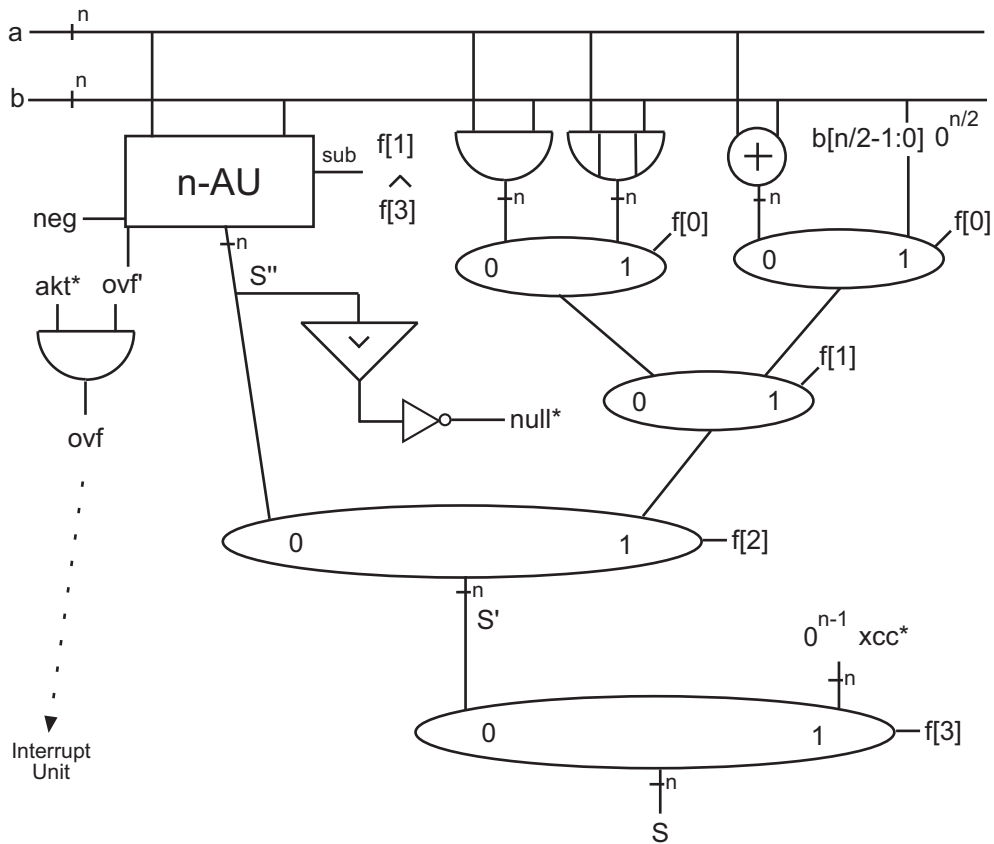 n
a
n
b
n-AU
sub
f[1]
^
f[3]
b[n/2-1:0] 0^{n/2}
+
neg
n
n
n
n
f[0]
f[0]
0 1
0 1
akt* ovf'
S''
v
f[1]
0 1
null*
ovf
0 1
f[2]
n
S'
0^{n-1} xcc*
n
0 1
f[3]
Interrupt
Unit
n
S